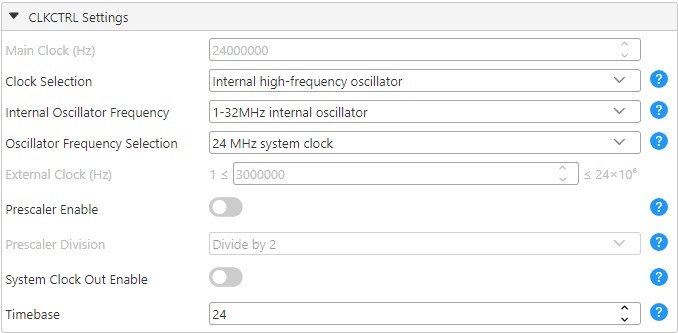 CLKCTRL Settings
Main Clock (Hz) 24000000
Clock Selection Internal high-frequency oscillator ?
Internal Oscillator Frequency 1-32MHz internal oscillator ?
Oscillator Frequency Selection 24 MHz system clock ?
External Clock (Hz) 1 ≤ 3000000 ≤ 24×10⁶
Prescaler Enable ?
Prescaler Division Divide by 2 ?
System Clock Out Enable ?
Timebase 24 ?